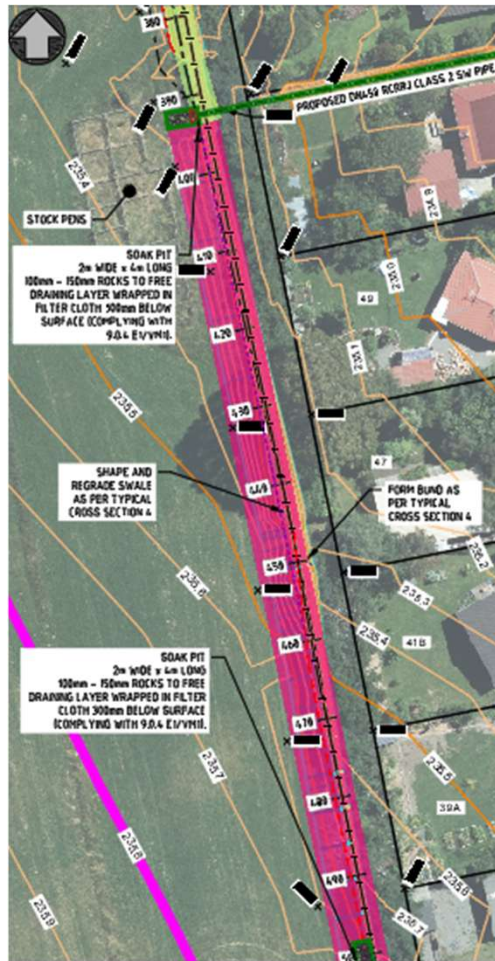 380
PROPOSED DN450 RCRRJ CLASS 2 SW PIPE
390
235.4
400
STOCK PENS
SOAK PIT
2m WIDE x 4m LONG
100mm - 150mm ROCKS TO FREE
DRAINING LAYER WRAPPED IN
FILTER CLOTH 300mm BELOW
SURFACE (COMPLYING WITH
9.0.4 E1/VM1).
410
235.0
49
420
235.1
235.5
430
47
SHAPE AND
REGRADE SWALE
AS PER TYPICAL
CROSS SECTION 4
440
FORM BUND AS
PER TYPICAL
CROSS SECTION 4
235.2
450
235.6
235.3
235.4
41B
460
SOAK PIT
2m WIDE x 4m LONG
100mm - 150mm ROCKS TO FREE
DRAINING LAYER WRAPPED IN FILTER
CLOTH 300mm BELOW SURFACE
(COMPLYING WITH 9.0.4 E1/VM1).
470
235.5
235.7
480
39A
235.8
490
235.6
235.9
235.7